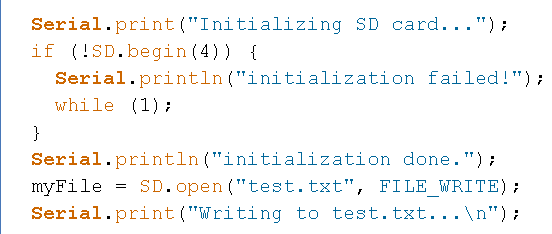 Serial.print("Initializing SD card...");
if (!SD.begin(4)) {
  Serial.println("initialization failed!");
  while (1);
}
Serial.println("initialization done.");
myFile = SD.open("test.txt", FILE_WRITE);
Serial.print("Writing to test.txt...\n");